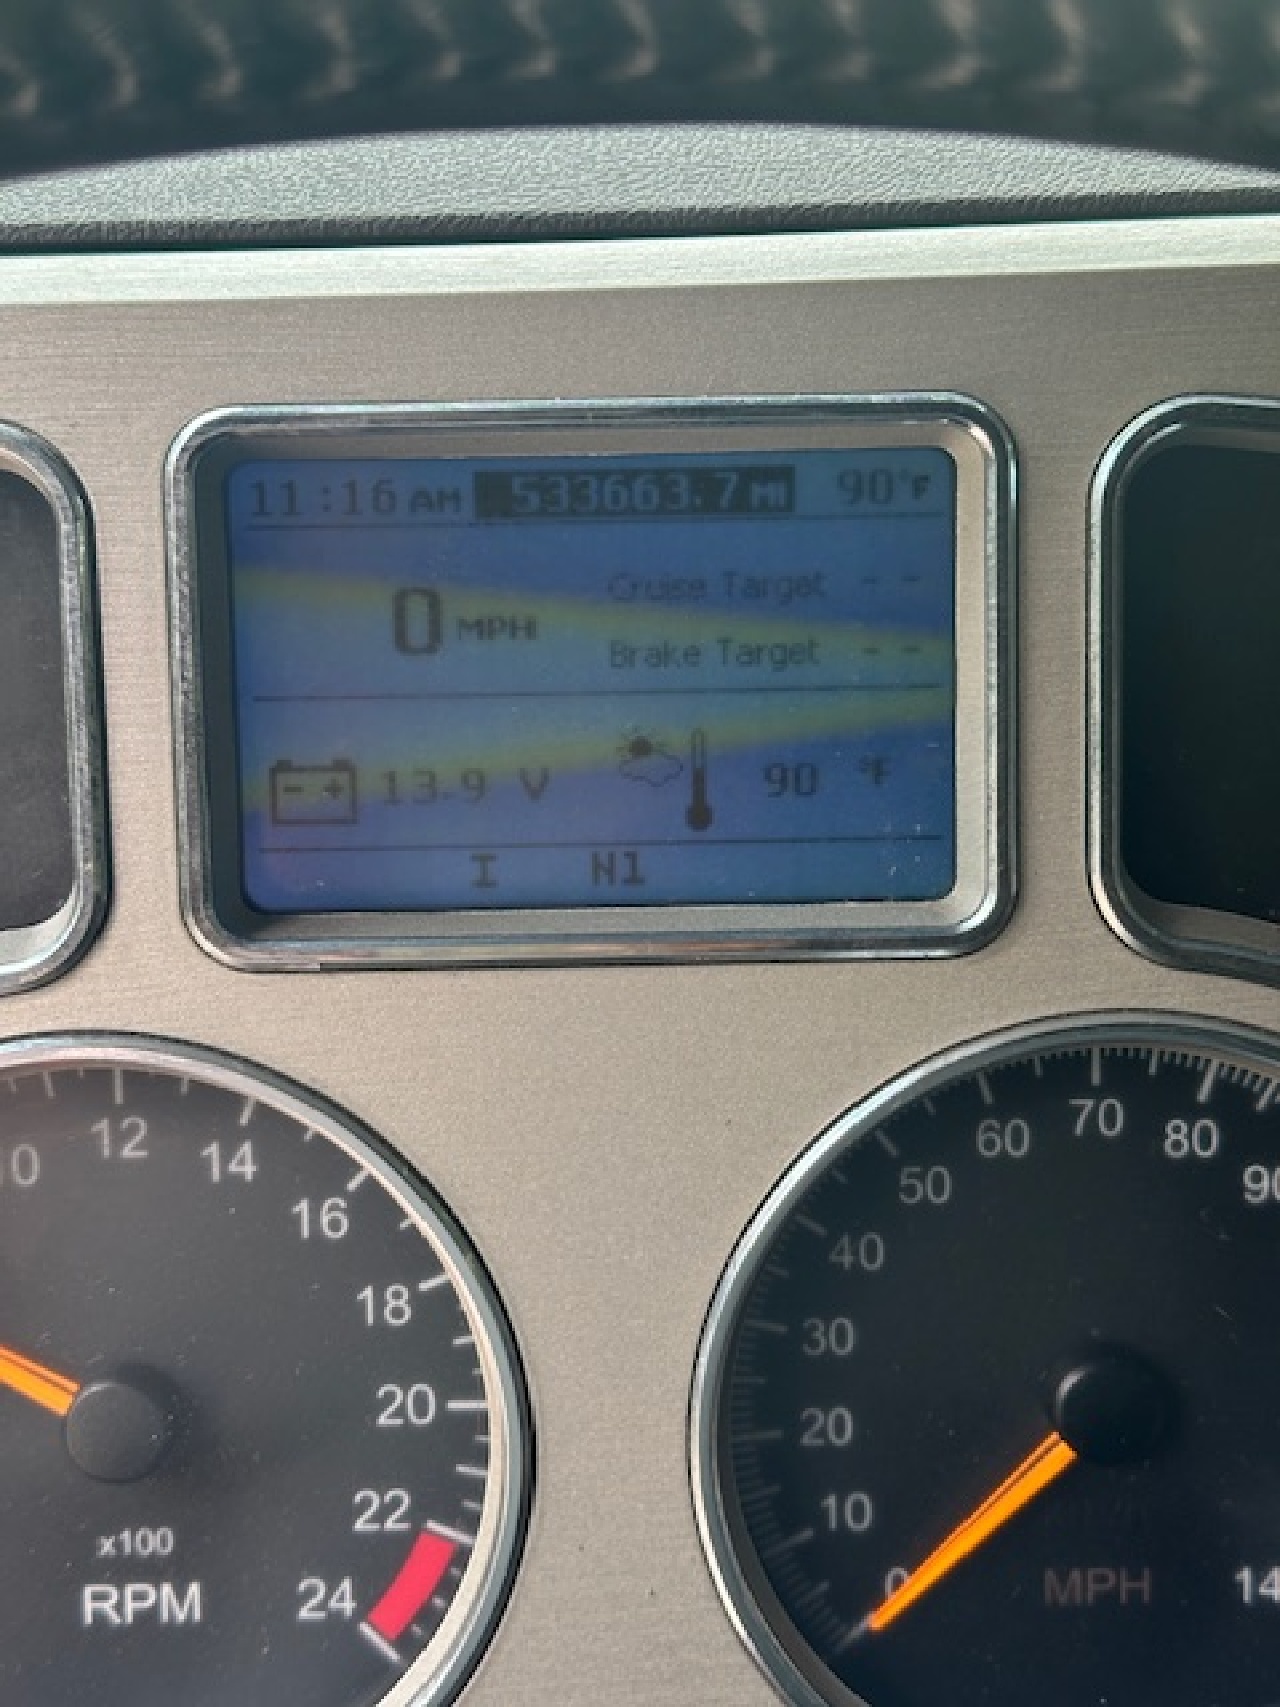 11:16 AM 533663.7 MI 90°F
0 MPH
Cruise Target --
Brake Target --
- + 13.9 V 90 °F
I N1
12
14
16
18
20
22
24
x100
RPM
0
10
20
30
40
50
60
70
80
MPH